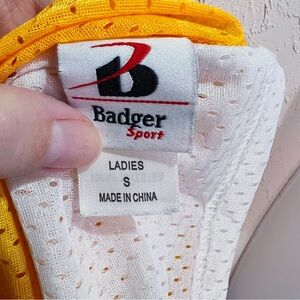 Badger
Sport
LADIES
S
MADE IN CHINA